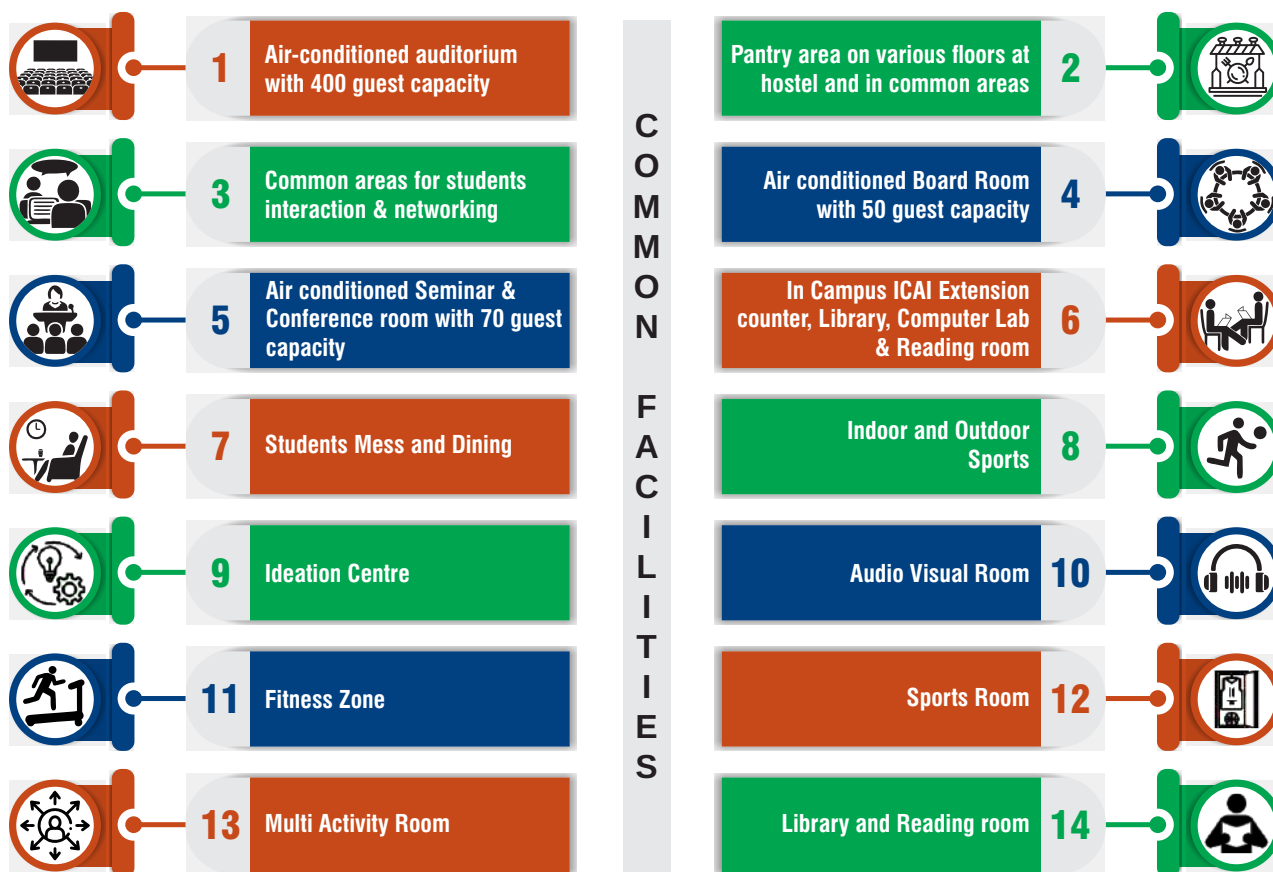 COMMON FACILITIES
1
Air-conditioned auditorium
with 400 guest capacity
2
Pantry area on various floors at
hostel and in common areas
3
Common areas for students
interaction & networking
4
Air conditioned Board Room
with 50 guest capacity
5
Air conditioned Seminar &
Conference room with 70 guest
capacity
6
In Campus ICAI Extension
counter, Library, Computer Lab
& Reading room
7
Students Mess and Dining
8
Indoor and Outdoor
Sports
9
Ideation Centre
10
Audio Visual Room
11
Fitness Zone
12
Sports Room
13
Multi Activity Room
14
Library and Reading room